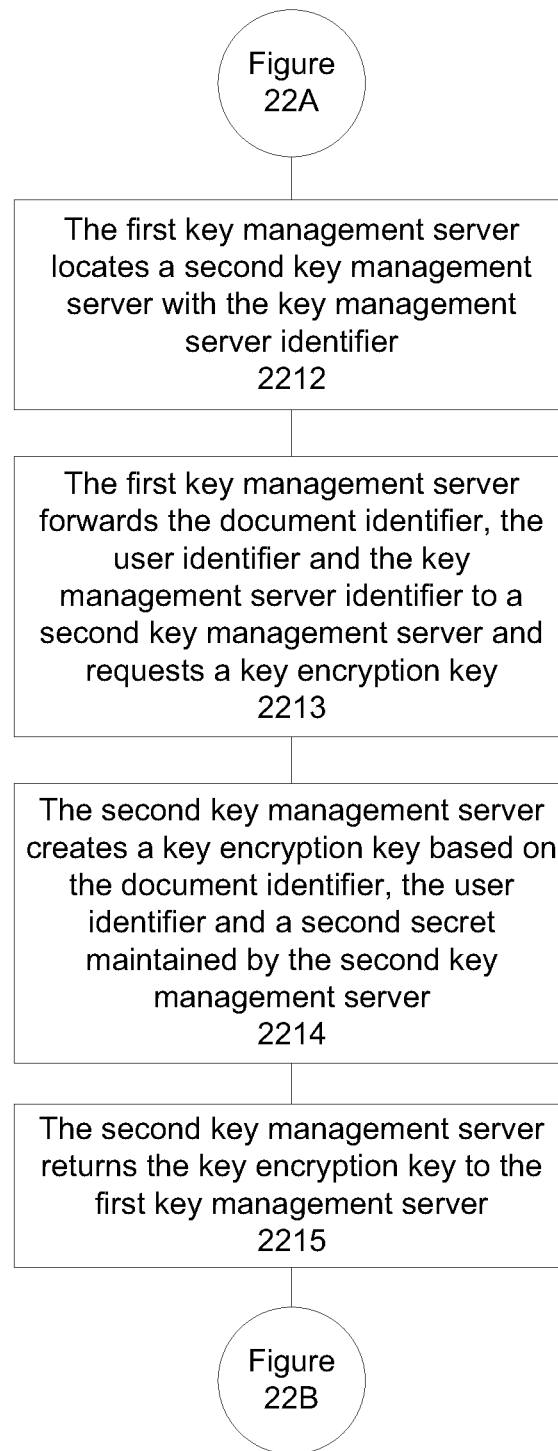 Figure
22A
The first key management server
locates a second key management
server with the key management
server identifier
2212
The first key management server
forwards the document identifier, the
user identifier and the key
management server identifier to a
second key management server and
requests a key encryption key
2213
The second key management server
creates a key encryption key based on
the document identifier, the user
identifier and a second secret
maintained by the second key
management server
2214
The second key management server
returns the key encryption key to the
first key management server
2215
Figure
22B